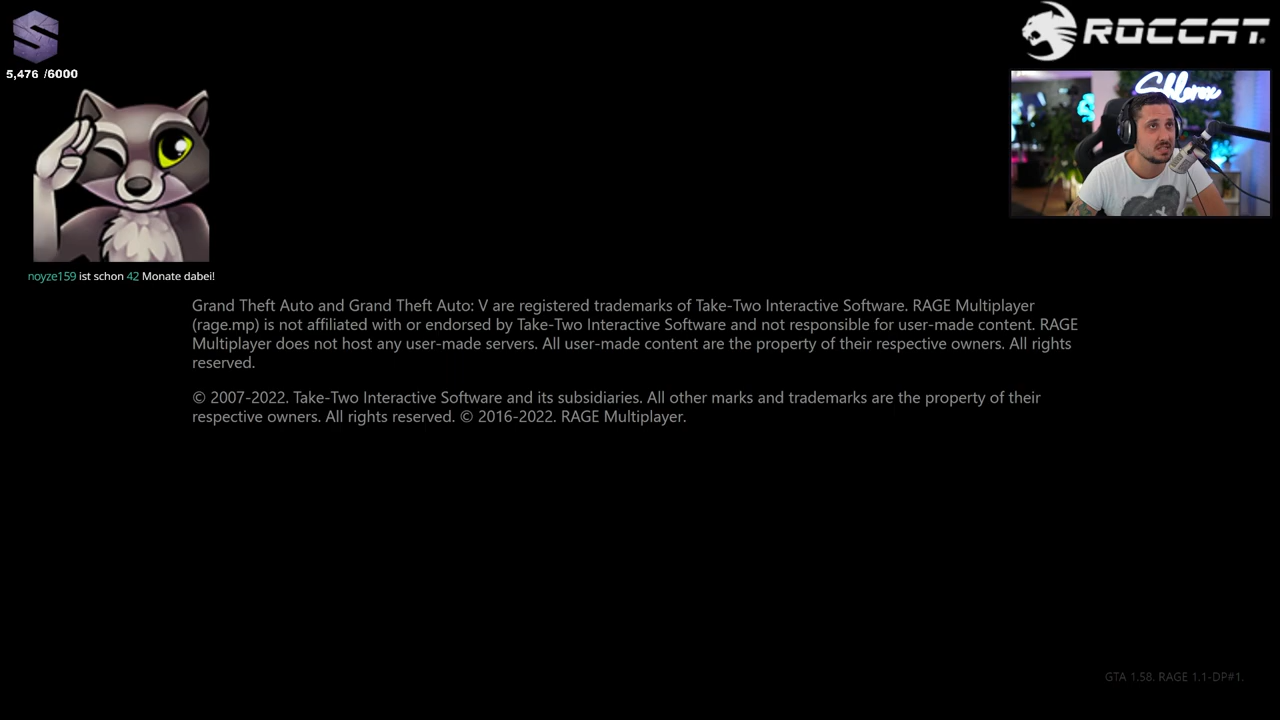 ROCCAT.
5,476 /6000
Shlorox
noyze159 ist schon 42 Monate dabei!
Grand Theft Auto and Grand Theft Auto: V are registered trademarks of Take-Two Interactive Software. RAGE Multiplayer
(rage.mp) is not affiliated with or endorsed by Take-Two Interactive Software and not responsible for user-made content. RAGE
Multiplayer does not host any user-made servers. All user-made content are the property of their respective owners. All rights
reserved.
© 2007-2022. Take-Two Interactive Software and its subsidiaries. All other marks and trademarks are the property of their
respective owners. All rights reserved. © 2016-2022. RAGE Multiplayer.
GTA 1.58. RAGE 1.1-DP#1.